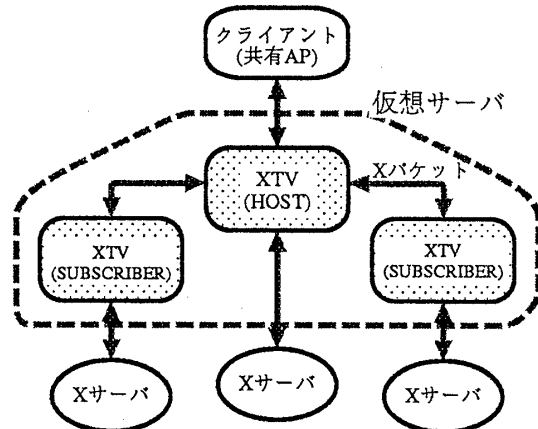 クライアント
(共有AP)
仮想サーバ
XTV
(HOST)
Xパケット
XTV
(SUBSCRIBER)
XTV
(SUBSCRIBER)
Xサーバ
Xサーバ
Xサーバ